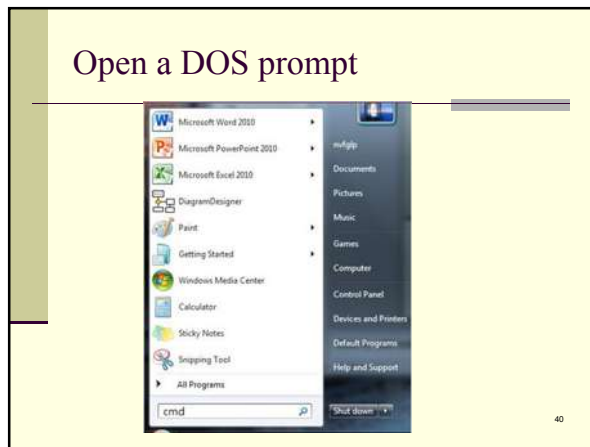 Open a DOS prompt
Microsoft Word 2010
Microsoft PowerPoint 2010
Microsoft Excel 2010
DiagramDesigner
Paint
Getting Started
Windows Media Center
Calculator
Sticky Notes
Snipping Tool
All Programs
cmd
Documents
Pictures
Music
Games
Computer
Control Panel
Devices and Printers
Default Programs
Help and Support
Shut down
40